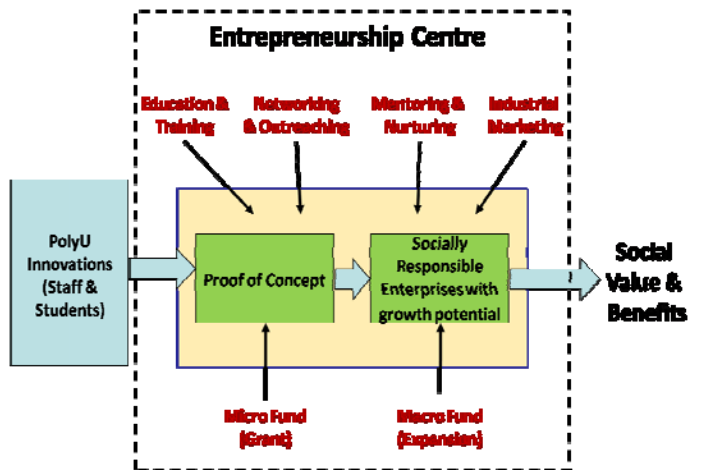 Entrepreneurship Centre
Education &
Training
Networking
& Outreaching
Mentoring &
Nurturing
Industrial
Marketing
PolyU
Innovations
(Staff &
Students)
Proof of Concept
Socially
Responsible
Enterprises with
growth potential
Social
Value &
Benefits
Micro Fund
(Grant)
Macro Fund
(Expansion)